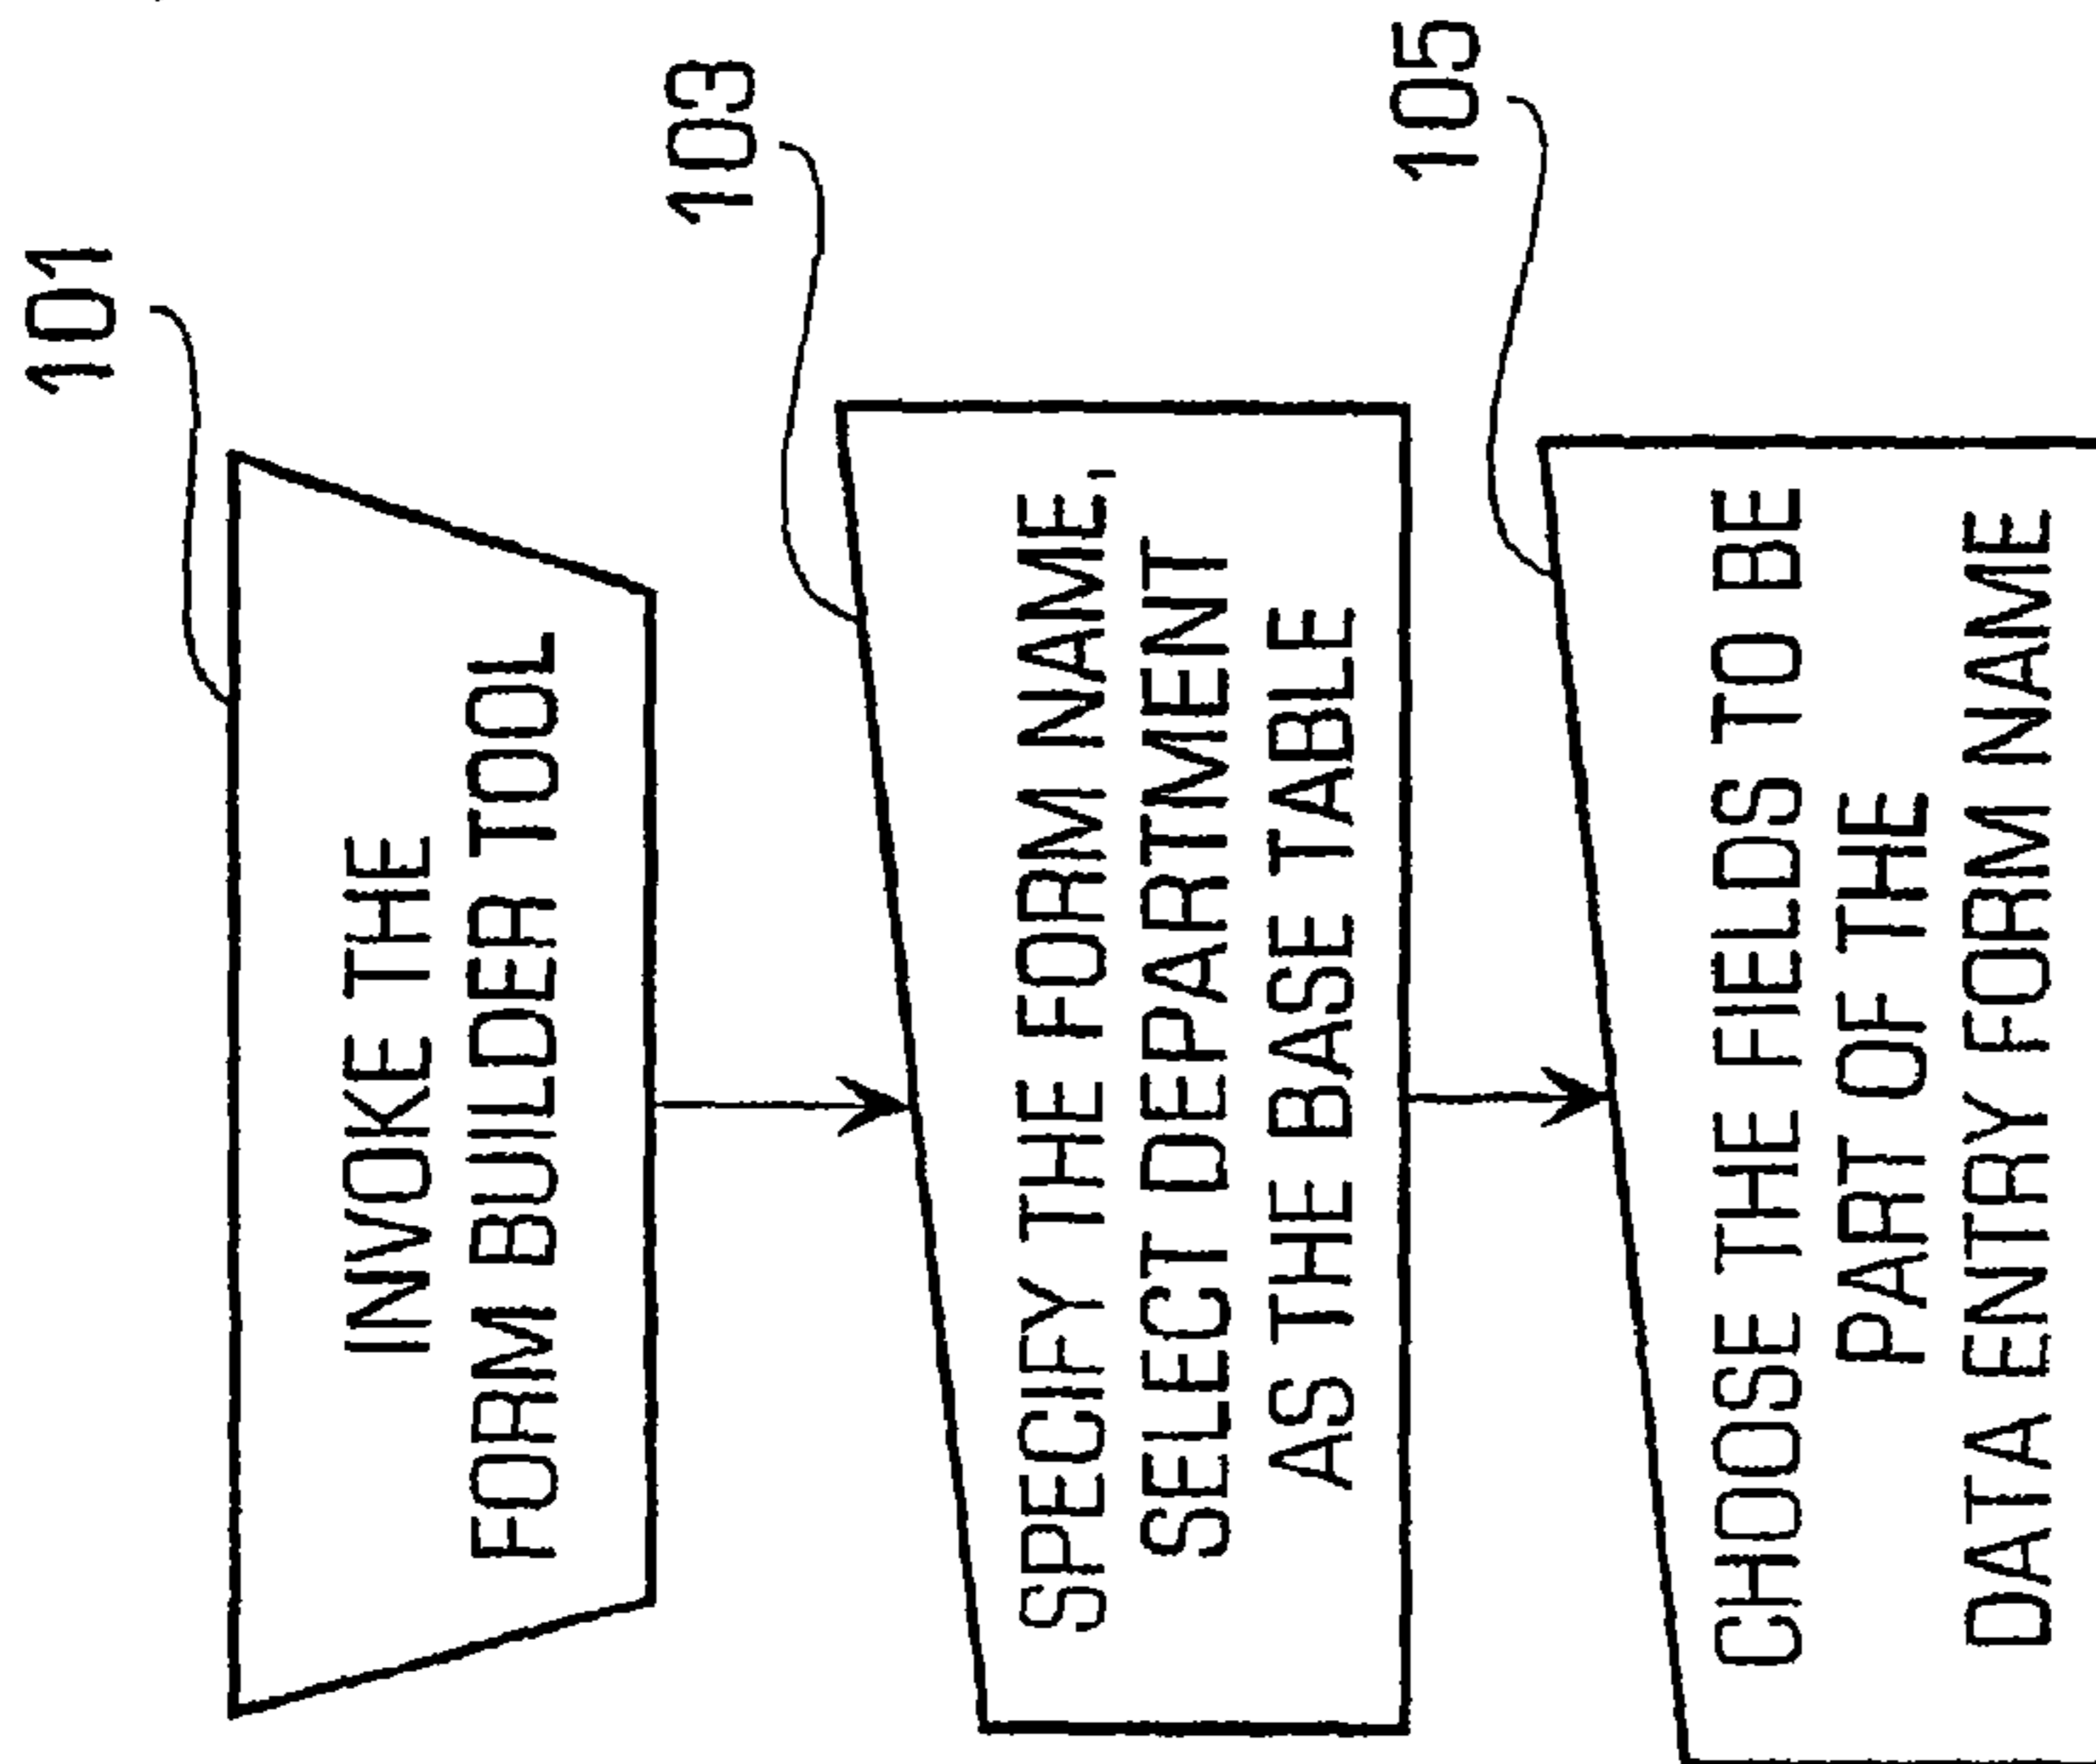 101
INVOKE THE
FORM BUILDER TOOL
103
SPECIFY THE FORM NAME,
SELECT DEPARTMENT
AS THE BASE TABLE
105
CHOOSE THE FIELDS TO BE
PART OF THE
DATA ENTRY FORM NAME